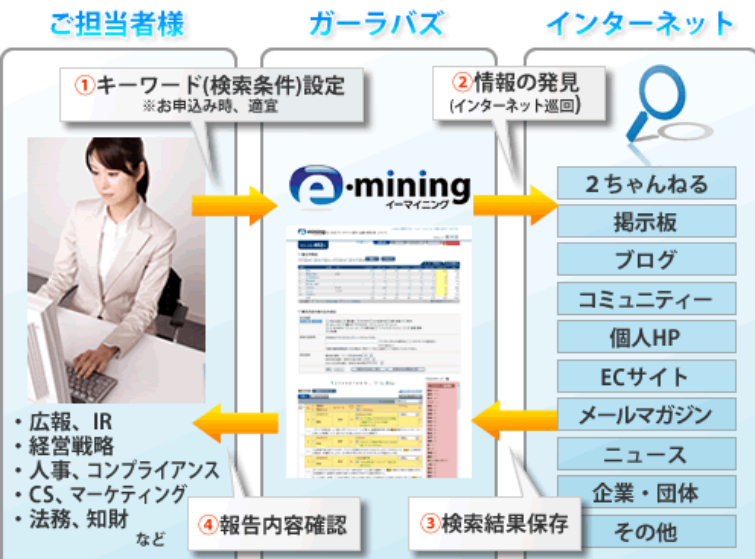 ご担当者様
ガーラバズ
インターネット
①キーワード(検索条件)設定
※お申込み時、適宜
②情報の発見
(インターネット巡回)
e・mining
イーマイニング
２ちゃんねる
掲示板
ブログ
コミュニティー
個人HP
ECサイト
メールマガジン
ニュース
企業・団体
その他
・広報、IR
・経営戦略
・人事、コンプライアンス
・CS、マーケティング
・法務、知財
など
④報告内容確認
③検索結果保存